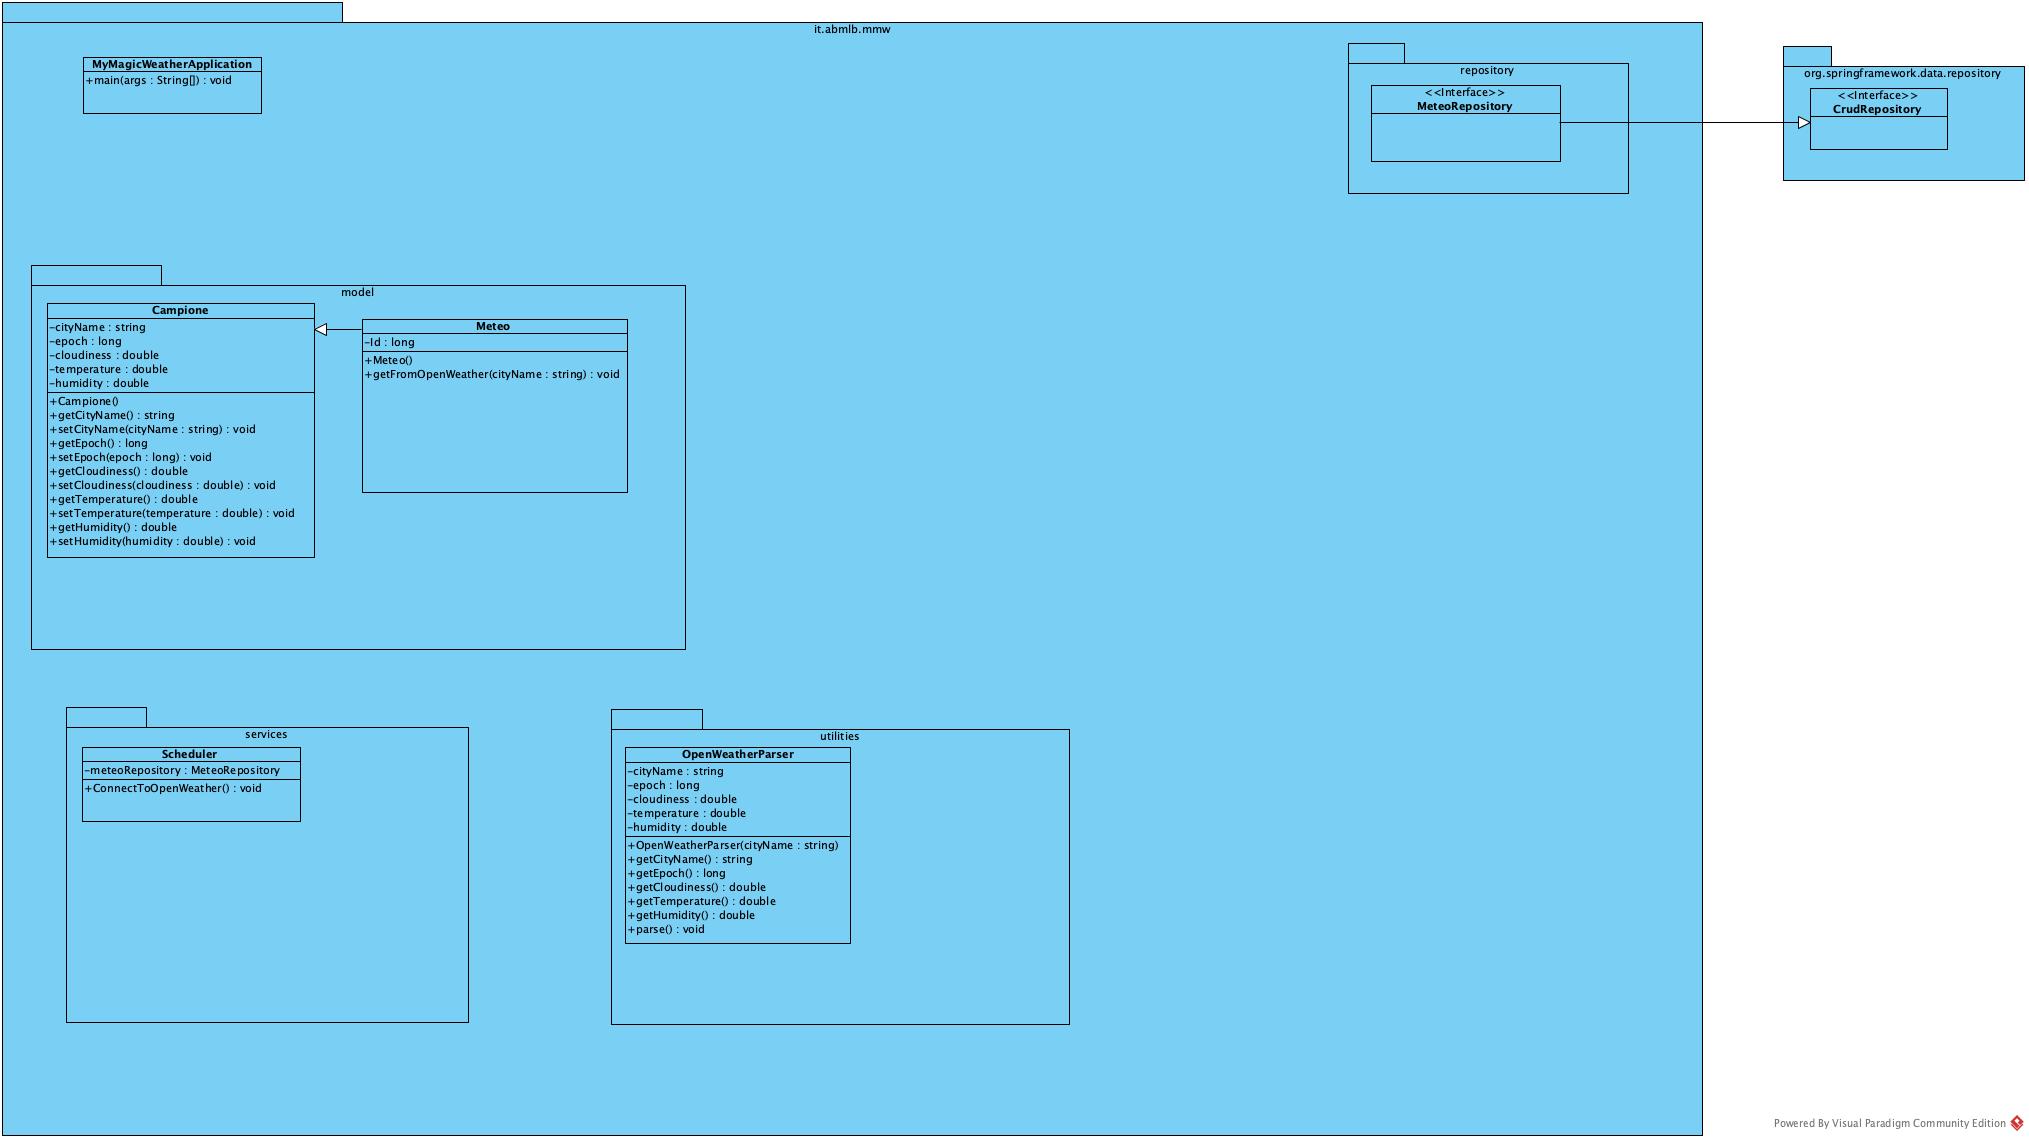 it.abmlb.mmw
MyMagicWeatherApplication
+main(args : String[]) : void
repository
<<Interface>>
MeteoRepository
org.springframework.data.repository
<<Interface>>
CrudRepository
model
Campione
-cityName : string
-epoch : long
-cloudiness : double
-temperature : double
-humidity : double
+Campione()
+getCityName() : string
+setCityName(cityName : string) : void
+getEpoch() : long
+setEpoch(epoch : long) : void
+getCloudiness() : double
+setCloudiness(cloudiness : double) : void
+getTemperature() : double
+setTemperature(temperature : double) : void
+getHumidity() : double
+setHumidity(humidity : double) : void
Meteo
-Id : long
+Meteo()
+getFromOpenWeather(cityName : string) : void
services
Scheduler
-meteoRepository : MeteoRepository
+ConnectToOpenWeather() : void
utilities
OpenWeatherParser
-cityName : string
-epoch : long
-cloudiness : double
-temperature : double
-humidity : double
+OpenWeatherParser(cityName : string)
+getCityName() : string
+getEpoch() : long
+getCloudiness() : double
+getTemperature() : double
+getHumidity() : double
+parse() : void
Powered By Visual Paradigm Community Edition